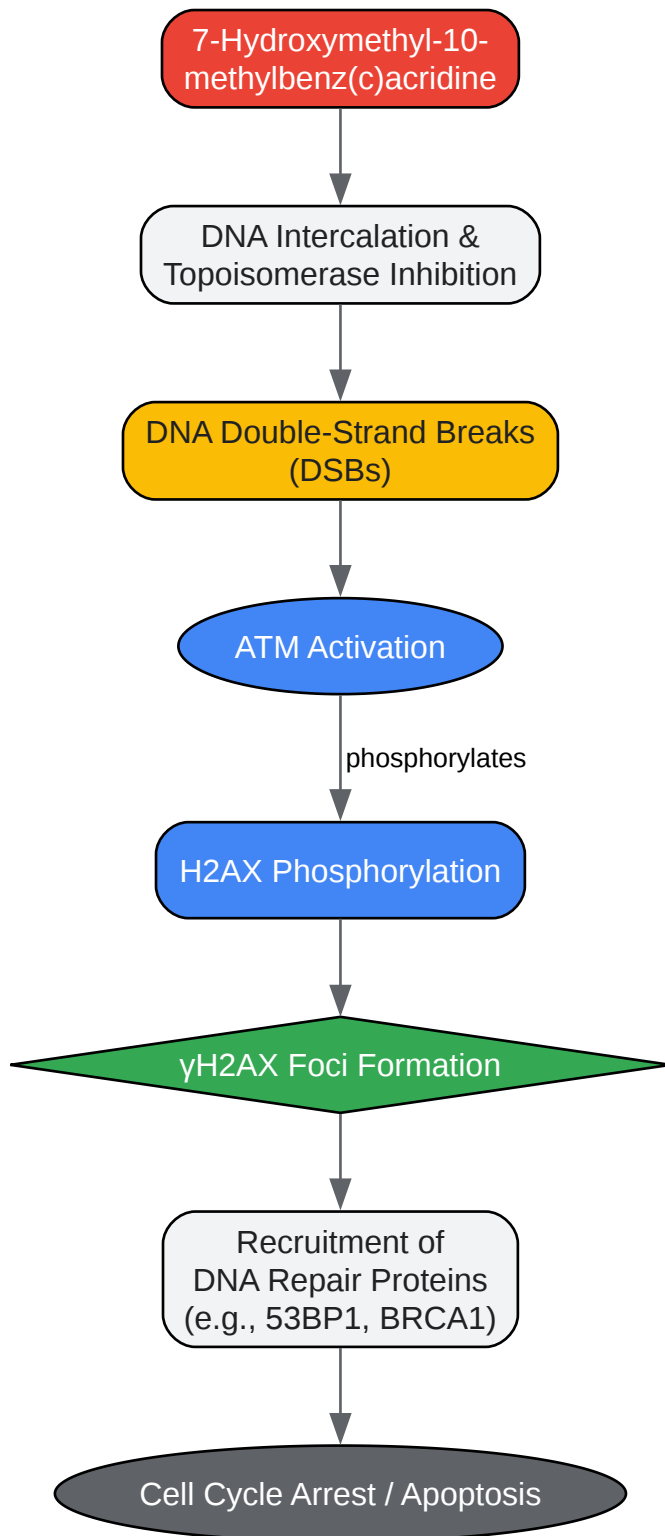 7-Hydroxymethyl-10-
methylbenz(c)acridine
DNA Intercalation &
Topoisomerase Inhibition
DNA Double-Strand Breaks
(DSBs)
ATM Activation
phosphorylates
H2AX Phosphorylation
γH2AX Foci Formation
Recruitment of
DNA Repair Proteins
(e.g., 53BP1, BRCA1)
Cell Cycle Arrest / Apoptosis